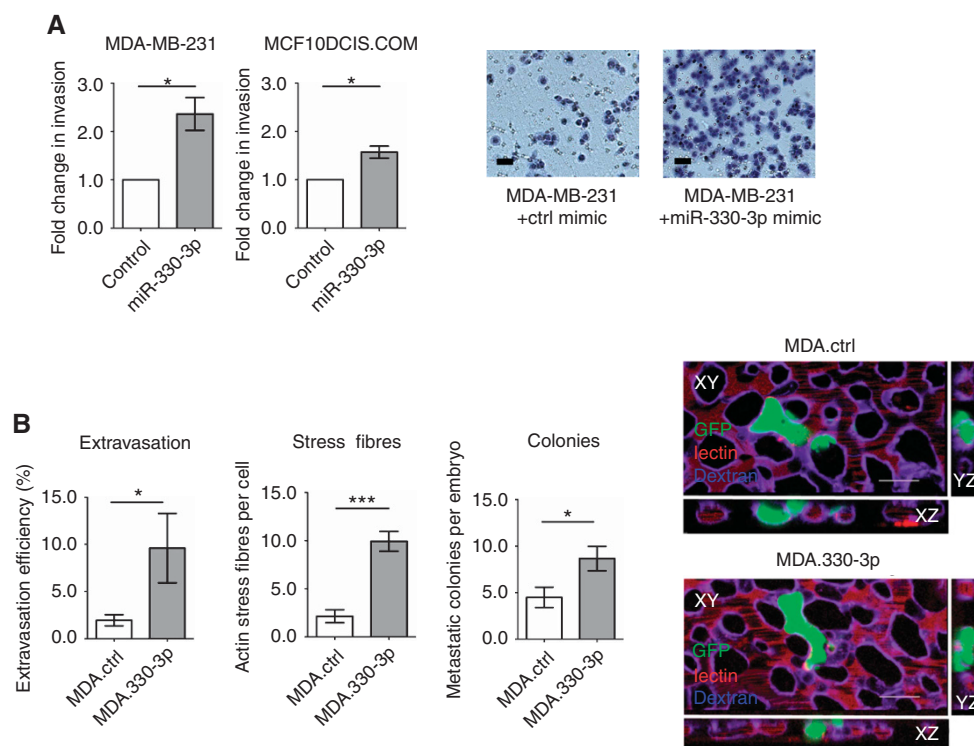 A
MDA-MB-231
MCF10DCIS.COM
Fold change in invasion
3.0
2.0
1.0
0.0
*
Control
miR-330-3p
Fold change in invasion
3.0
2.0
1.0
0.0
*
Control
miR-330-3p
MDA-MB-231
+ctrl mimic
MDA-MB-231
+miR-330-3p mimic
B
Extravasation
Extravasation efficiency (%)
15.0
10.0
5.0
0.0
*
MDA.ctrl
MDA.330-3p
Stress fibres
Actin stress fibres per cell
15.0
10.0
5.0
0.0
***
MDA.ctrl
MDA.330-3p
Colonies
Metastatic colonies per embryo
15.0
10.0
5.0
0.0
*
MDA.ctrl
MDA.330-3p
MDA.ctrl
XY
GFP
lectin
Dextran
YZ
XZ
MDA.330-3p
XY
GFP
lectin
Dextran
YZ
XZ